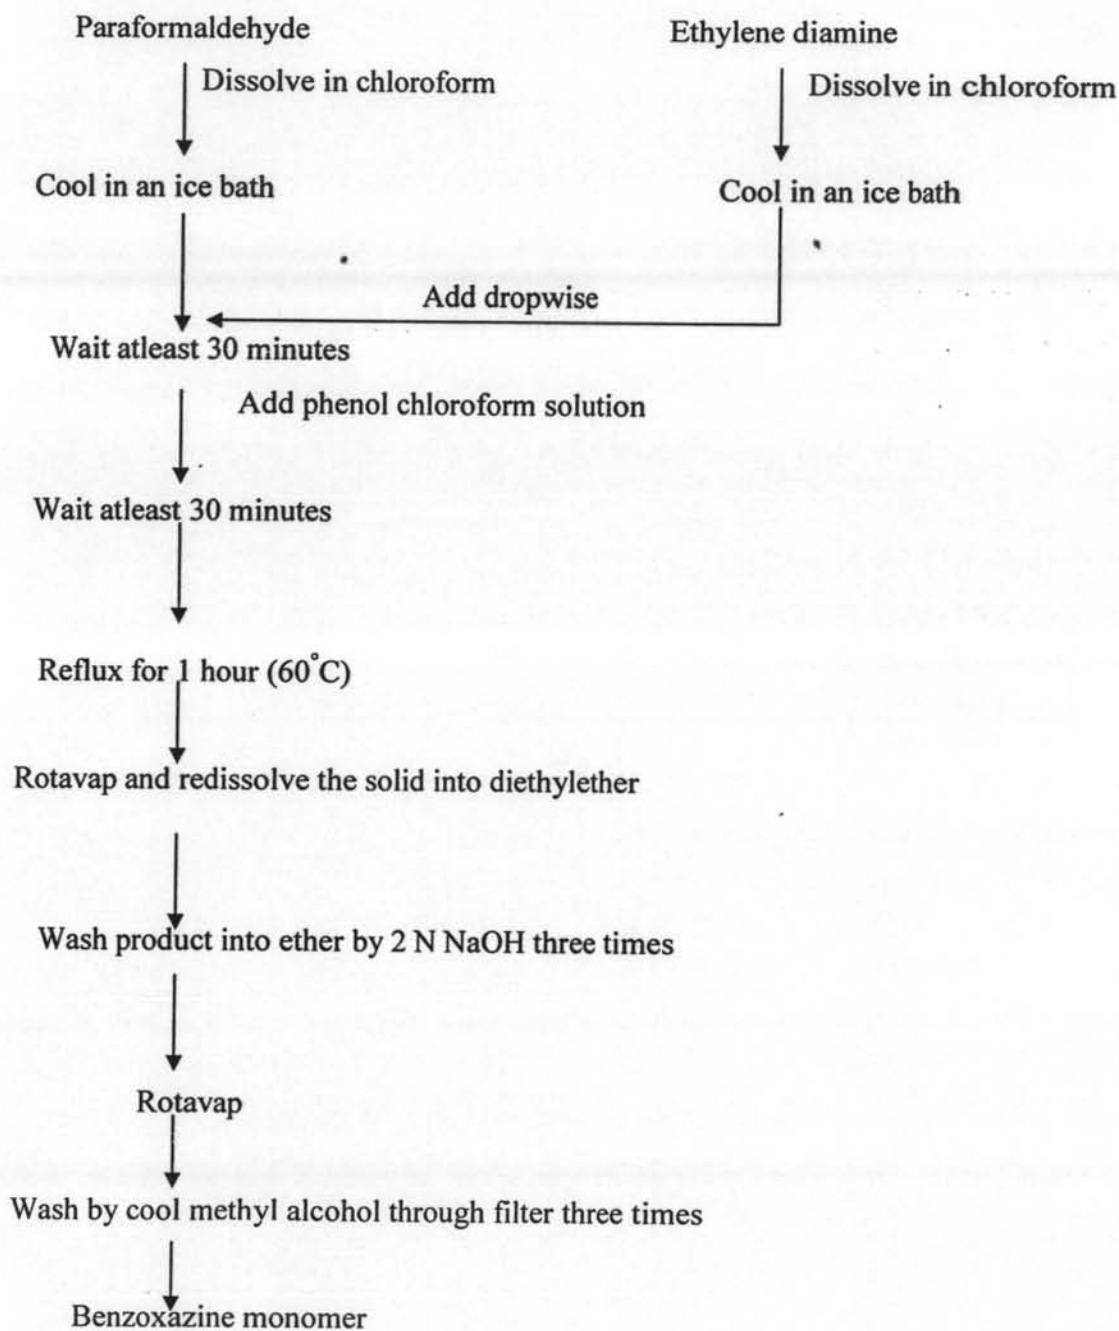 Paraformaldehyde
Ethylene diamine
Dissolve in chloroform
Dissolve in chloroform
Cool in an ice bath
Cool in an ice bath
Add dropwise
Wait atleast 30 minutes
Add phenol chloroform solution
Wait atleast 30 minutes
Reflux for 1 hour (60°C)
Rotavap and redissolve the solid into diethylether
Wash product into ether by 2 N NaOH three times
Rotavap
Wash by cool methyl alcohol through filter three times
Benzoxazine monomer